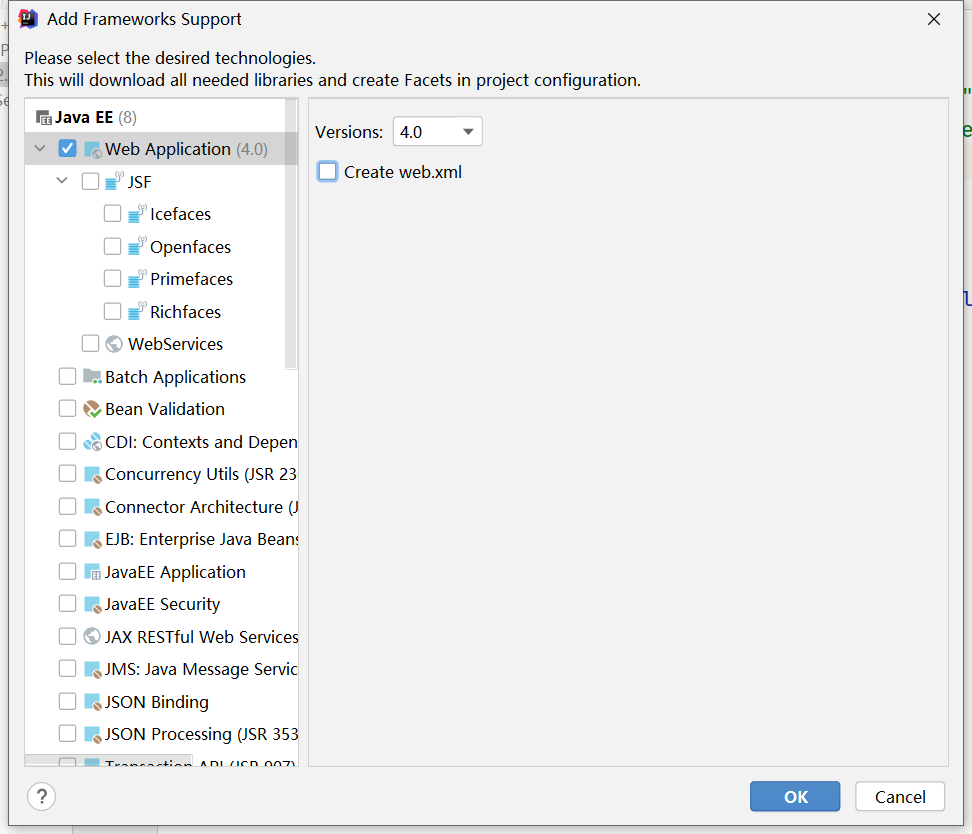 Add Frameworks Support
Please select the desired technologies.
This will download all needed libraries and create Facets in project configuration.
Java EE (8)
Web Application (4.0)
JSF
Icefaces
Openfaces
Primefaces
Richfaces
WebServices
Batch Applications
Bean Validation
CDI: Contexts and Depen
Concurrency Utils (JSR 23
Connector Architecture (J
EJB: Enterprise Java Beans
JavaEE Application
JavaEE Security
JAX RESTful Web Services
JMS: Java Message Servic
JSON Binding
JSON Processing (JSR 353
Transaction API (JSR 907)
Versions: 4.0
Create web.xml
?
OK
Cancel